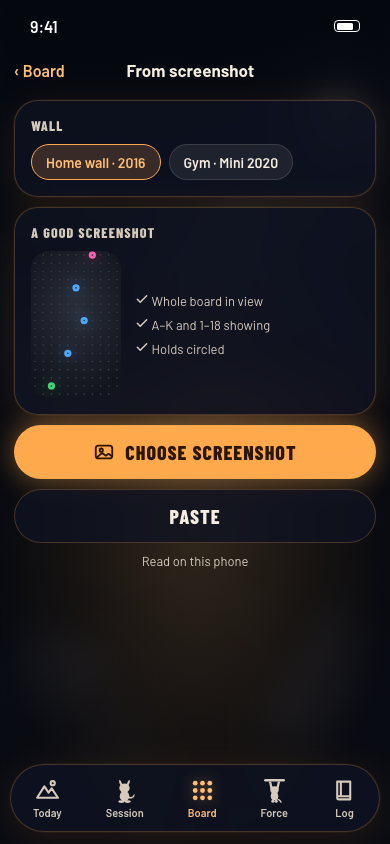 9:41
‹ Board
From screenshot
WALL
Home wall · 2016
Gym · Mini 2020
A GOOD SCREENSHOT
Whole board in view
A–K and 1–18 showing
Holds circled
CHOOSE SCREENSHOT
PASTE
Read on this phone
Today
Session
Board
Force
Log